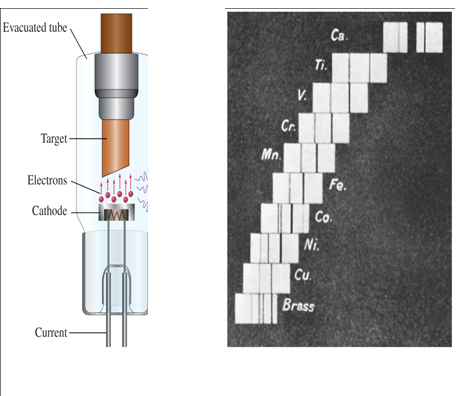 Evacuated tube
Target
Electrons
Cathode
Current
Ca.
Ti.
V.
Cr.
Mn.
Fe.
Co.
Ni.
Cu.
Brass